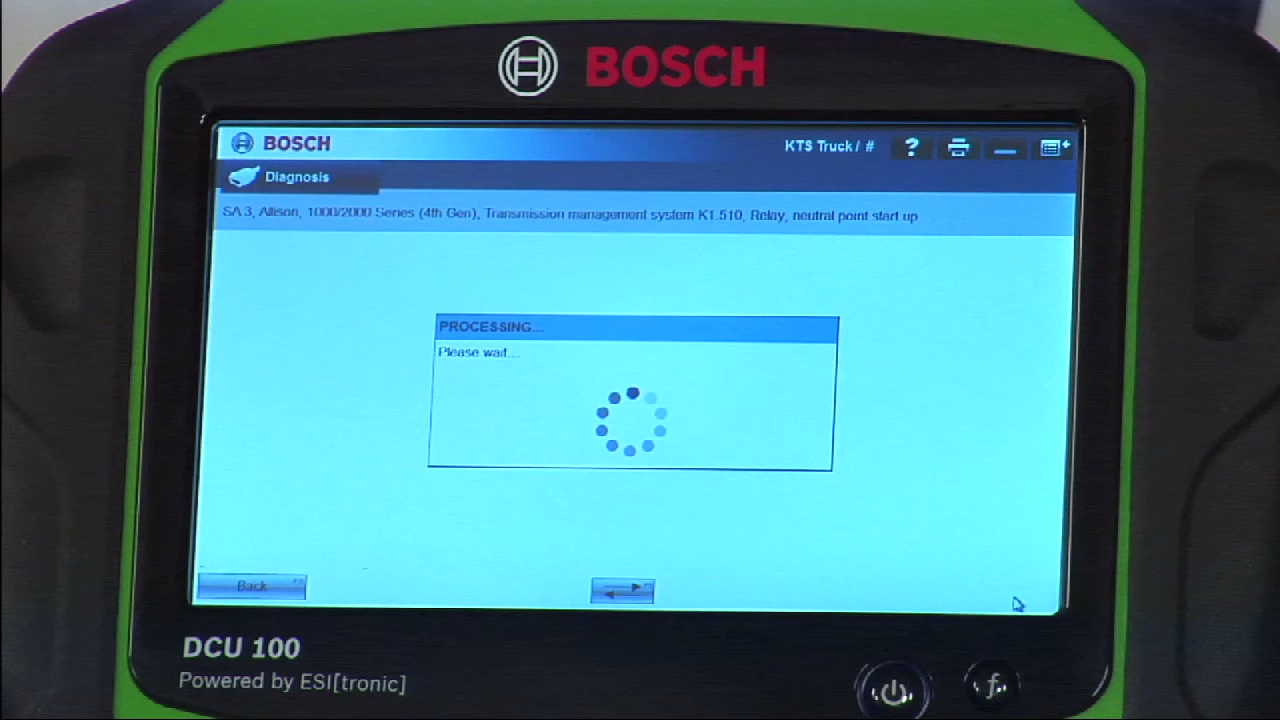 BOSCH
BOSCH
KTS Truck / #
?
Diagnosis
SA 3, Allison, 1000/2000 Series (4th Gen), Transmission management system K1.510, Relay, neutral point start up
PROCESSING...
Please wait...
Back
DCU 100
Powered by ESI[tronic]
f